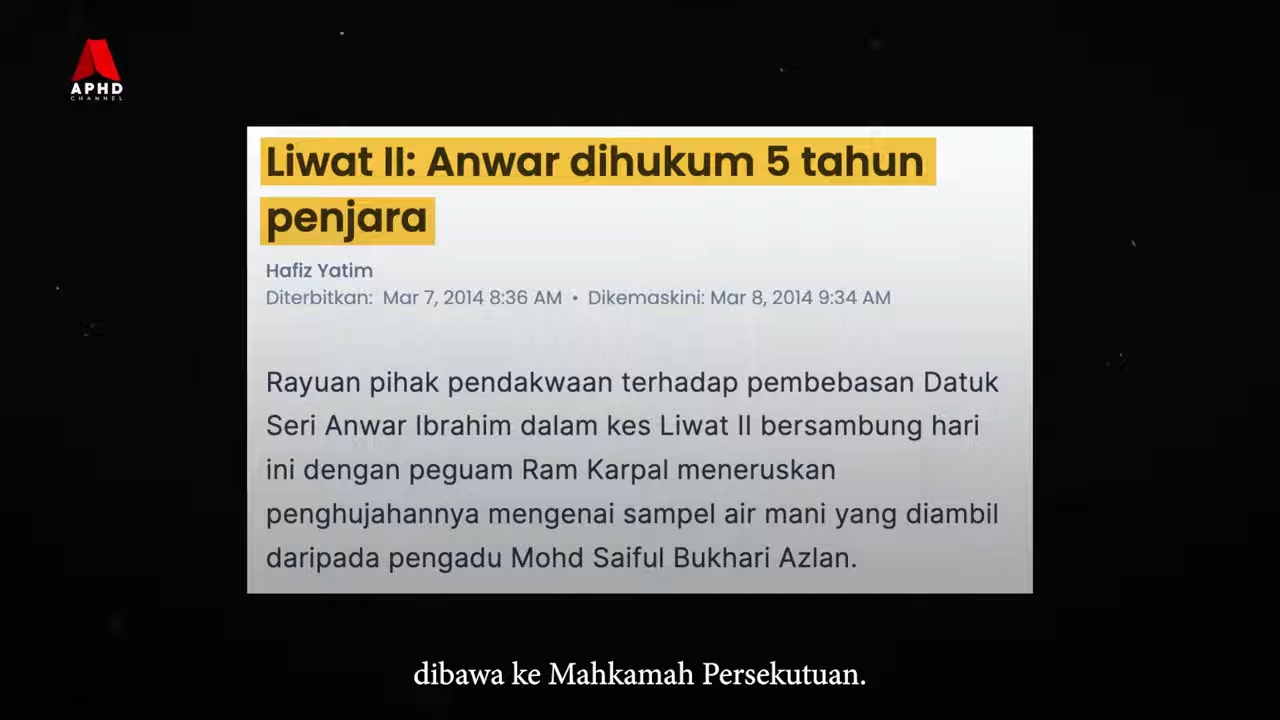 APHD
CHANNEL
Liwat II: Anwar dihukum 5 tahun
penjara
Hafiz Yatim
Diterbitkan: Mar 7, 2014 8:36 AM • Dikemaskini: Mar 8, 2014 9:34 AM
Rayuan pihak pendakwaan terhadap pembebasan Datuk
Seri Anwar Ibrahim dalam kes Liwat II bersambung hari
ini dengan peguam Ram Karpal meneruskan
penghujahannya mengenai sampel air mani yang diambil
daripada pengadu Mohd Saiful Bukhari Azlan.
dibawa ke Mahkamah Persekutuan.